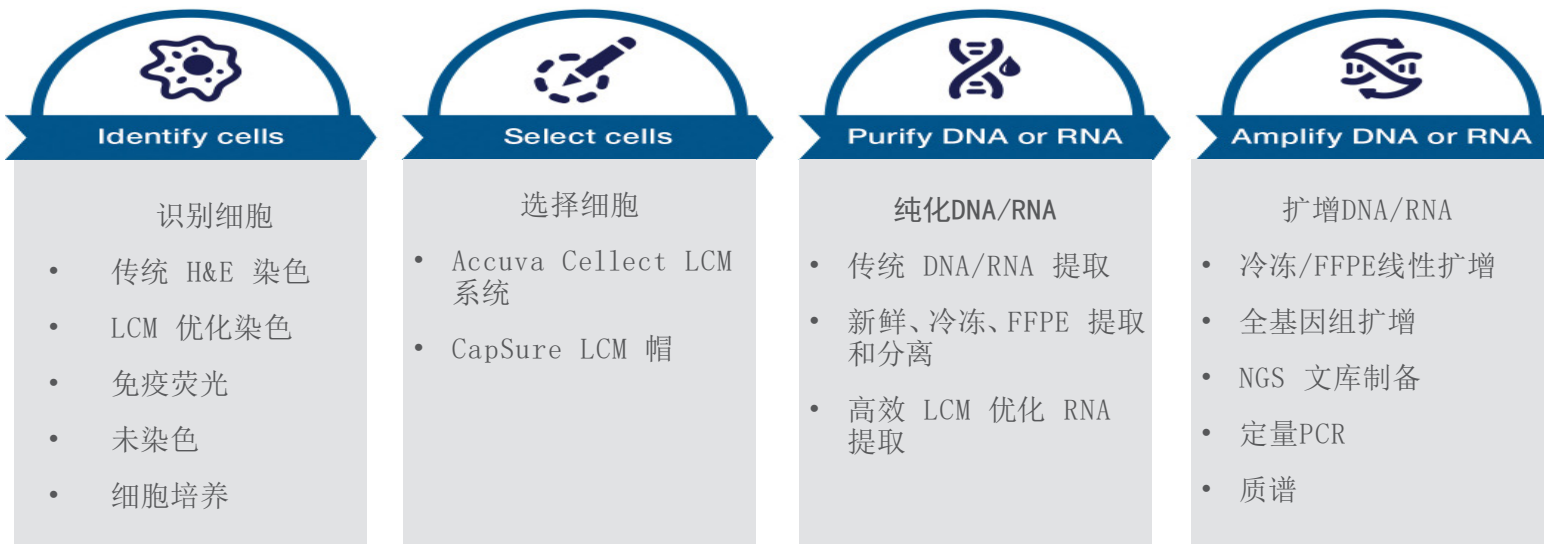 Identify cells
识别细胞
• 传统 H&E 染色
• LCM 优化染色
• 免疫荧光
• 未染色
• 细胞培养
Select cells
选择细胞
• Accuva Cellect LCM
系统
• CapSure LCM 帽
Purify DNA or RNA
纯化DNA/RNA
• 传统 DNA/RNA 提取
• 新鲜、冷冻、FFPE 提取
和分离
• 高效 LCM 优化 RNA
提取
Amplify DNA or RNA
扩增DNA/RNA
• 冷冻/FFPE线性扩增
• 全基因组扩增
• NGS 文库制备
• 定量PCR
• 质谱